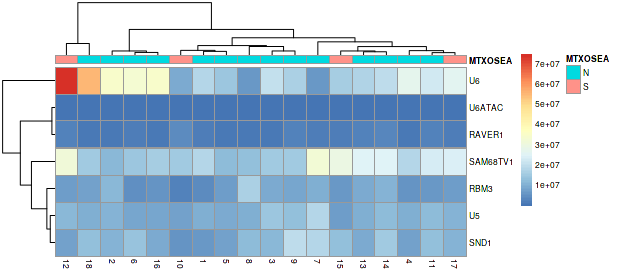 MTXOSEA
U6
U6ATAC
RAVER1
SAM68TV1
RBM3
U5
SND1
12 18 2 6 16 10 1 5 8 3 9 7 15 13 14 4 11 17
7e+07
6e+07
5e+07
4e+07
3e+07
2e+07
1e+07
MTXOSEA
N
S